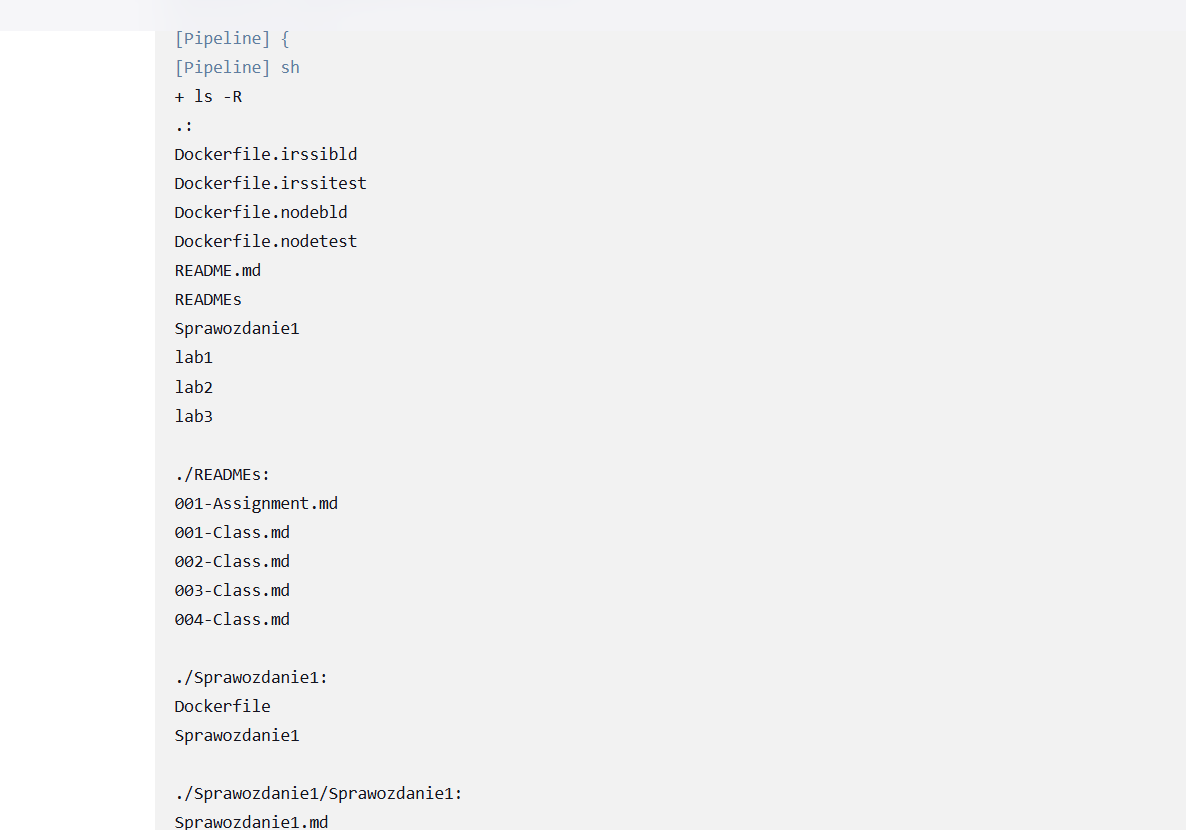 [Pipeline] {
[Pipeline] sh
+ ls -R
.:
Dockerfile.irssibld
Dockerfile.irssitest
Dockerfile.nodebld
Dockerfile.nodetest
README.md
READMEs
Sprawozdanie1
lab1
lab2
lab3

./READMEs:
001-Assignment.md
001-Class.md
002-Class.md
003-Class.md
004-Class.md

./Sprawozdanie1:
Dockerfile
Sprawozdanie1

./Sprawozdanie1/Sprawozdanie1:
Sprawozdanie1.md